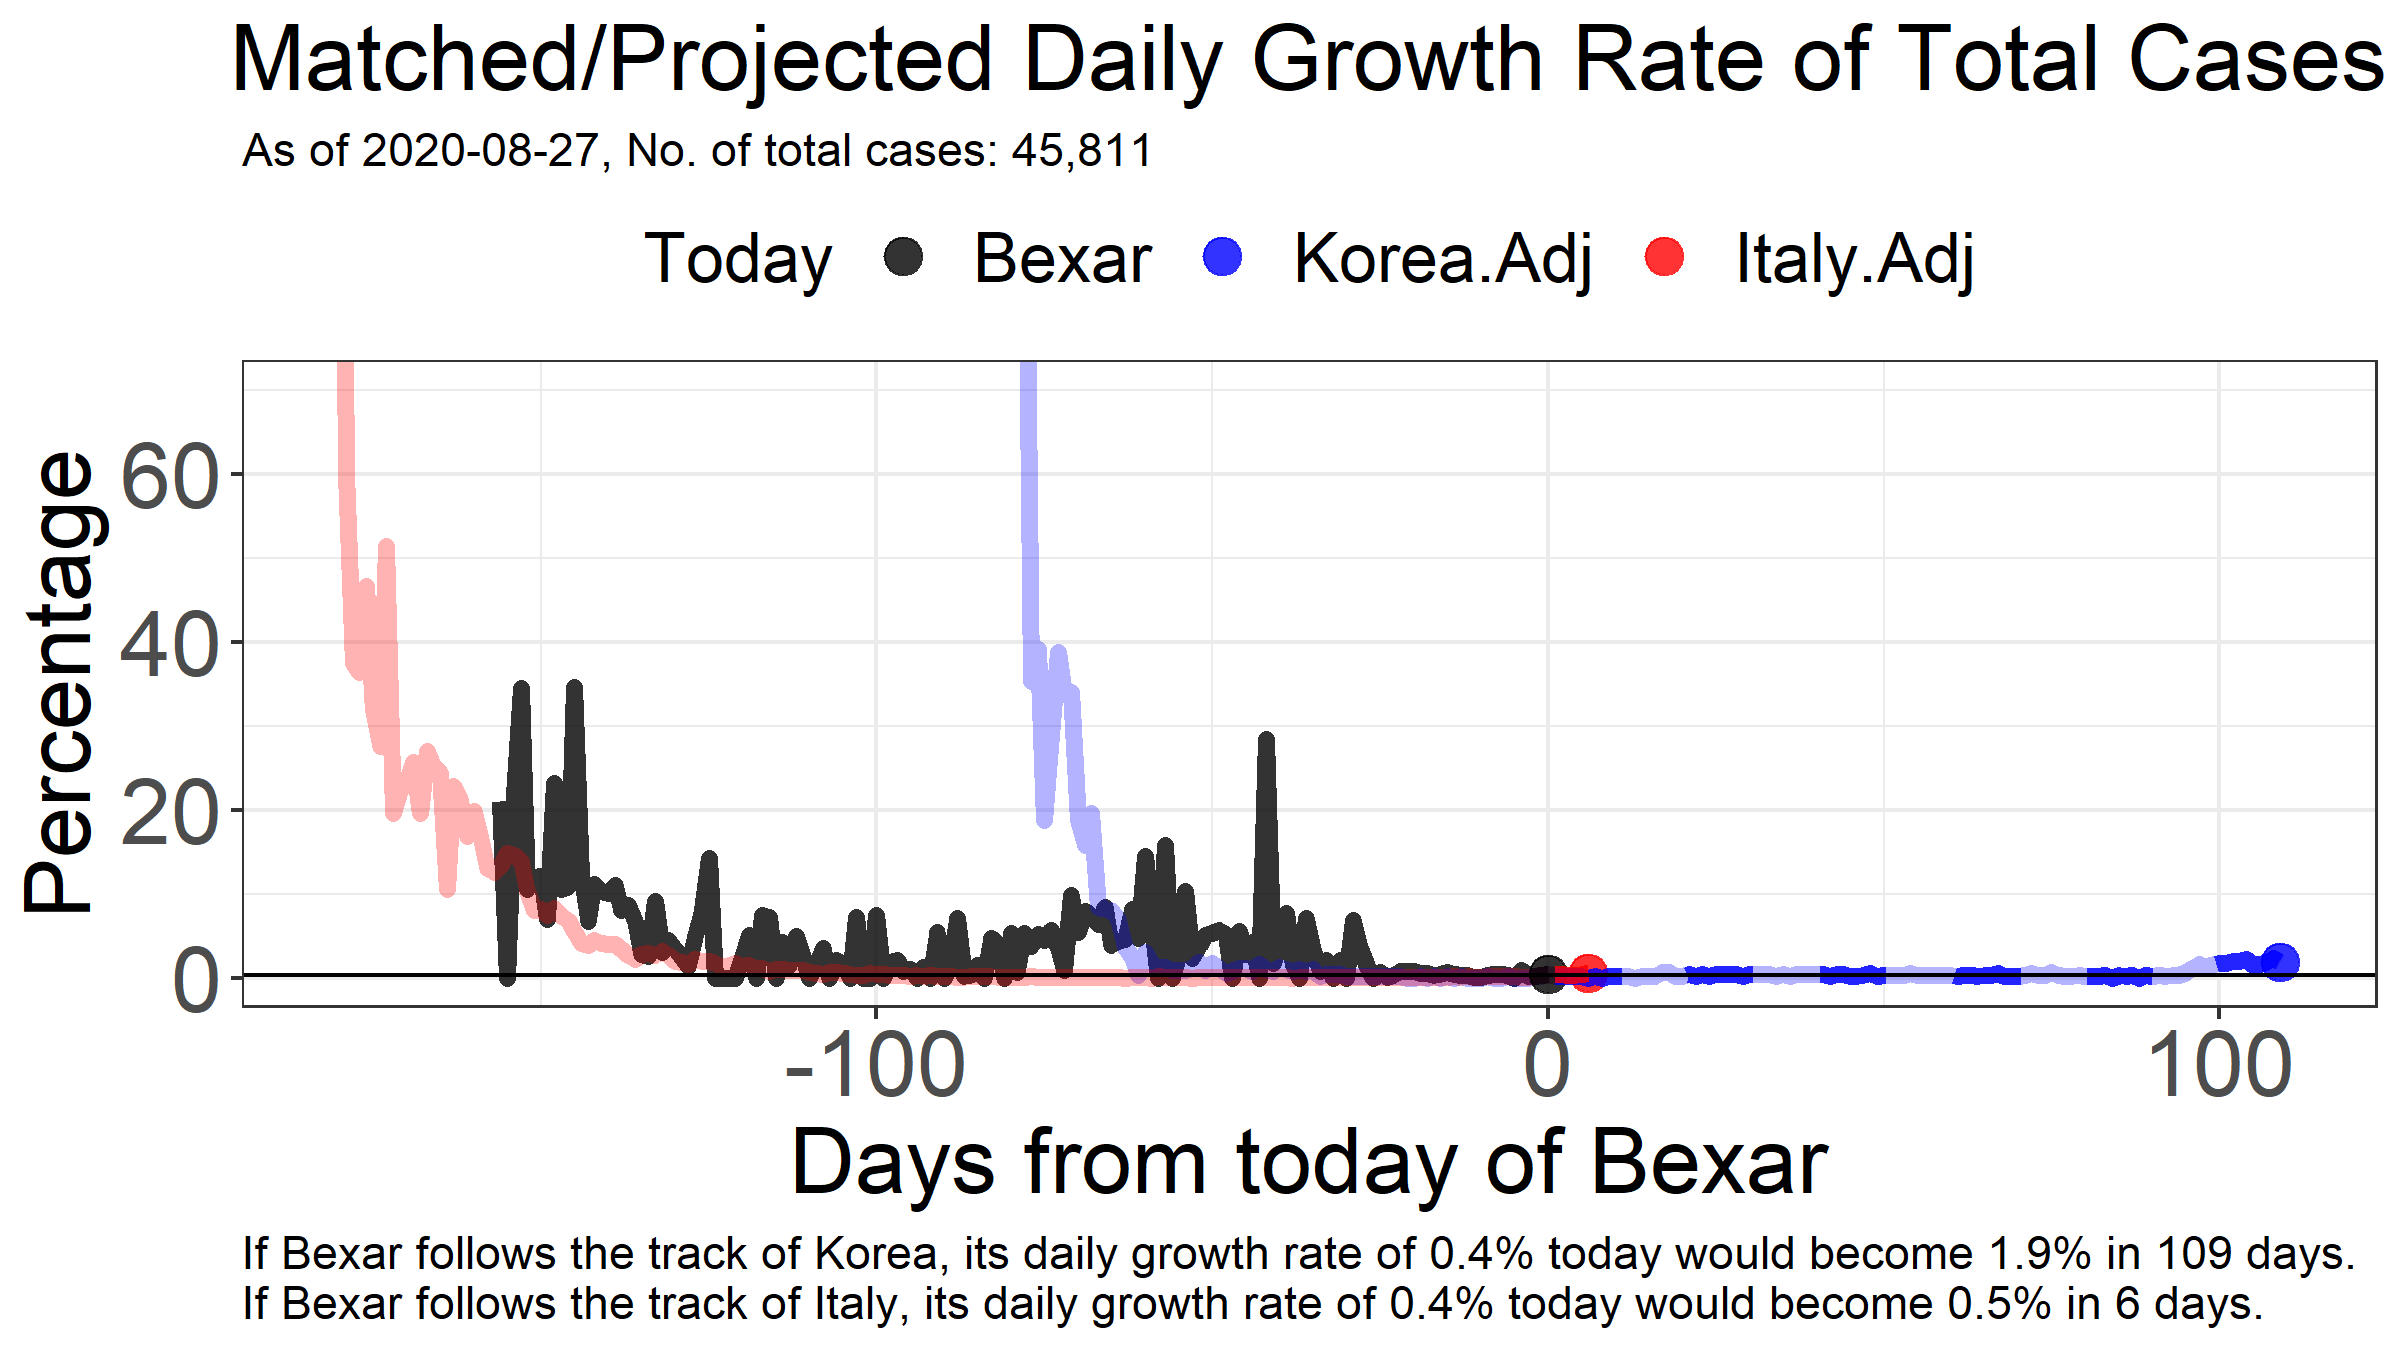 Matched/Projected Daily Growth Rate of Total Cases
As of 2020-08-27, No. of total cases: 45,811
Today Bexar Korea.Adj Italy.Adj
Percentage
60
40
20
0
-100 0 100
Days from today of Bexar
If Bexar follows the track of Korea, its daily growth rate of 0.4% today would become 1.9% in 109 days.
If Bexar follows the track of Italy, its daily growth rate of 0.4% today would become 0.5% in 6 days.